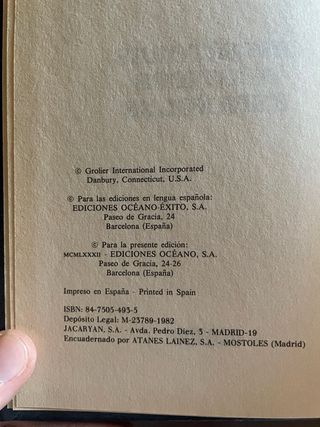 © Grolier International Incorporated
Danbury, Connecticut, U.S.A.
© Para las ediciones en lengua española:
EDICIONES OCÉANO-ÉXITO, S.A.
Paseo de Gracia, 24
Barcelona (España)
© Para la presente edición:
MCMLXXXII - EDICIONES OCÉANO, S.A.
Paseo de Gracia, 24-26
Barcelona (España)
Impreso en España - Printed in Spain
ISBN: 84-7505-493-5
Depósito Legal: M-23789-1982
JACARYAN, S.A. - Avda. Pedro Diez, 3 - MADRID-19
Encuadernado por ATANES LAINEZ, S.A. - MOSTOLES (Madrid)